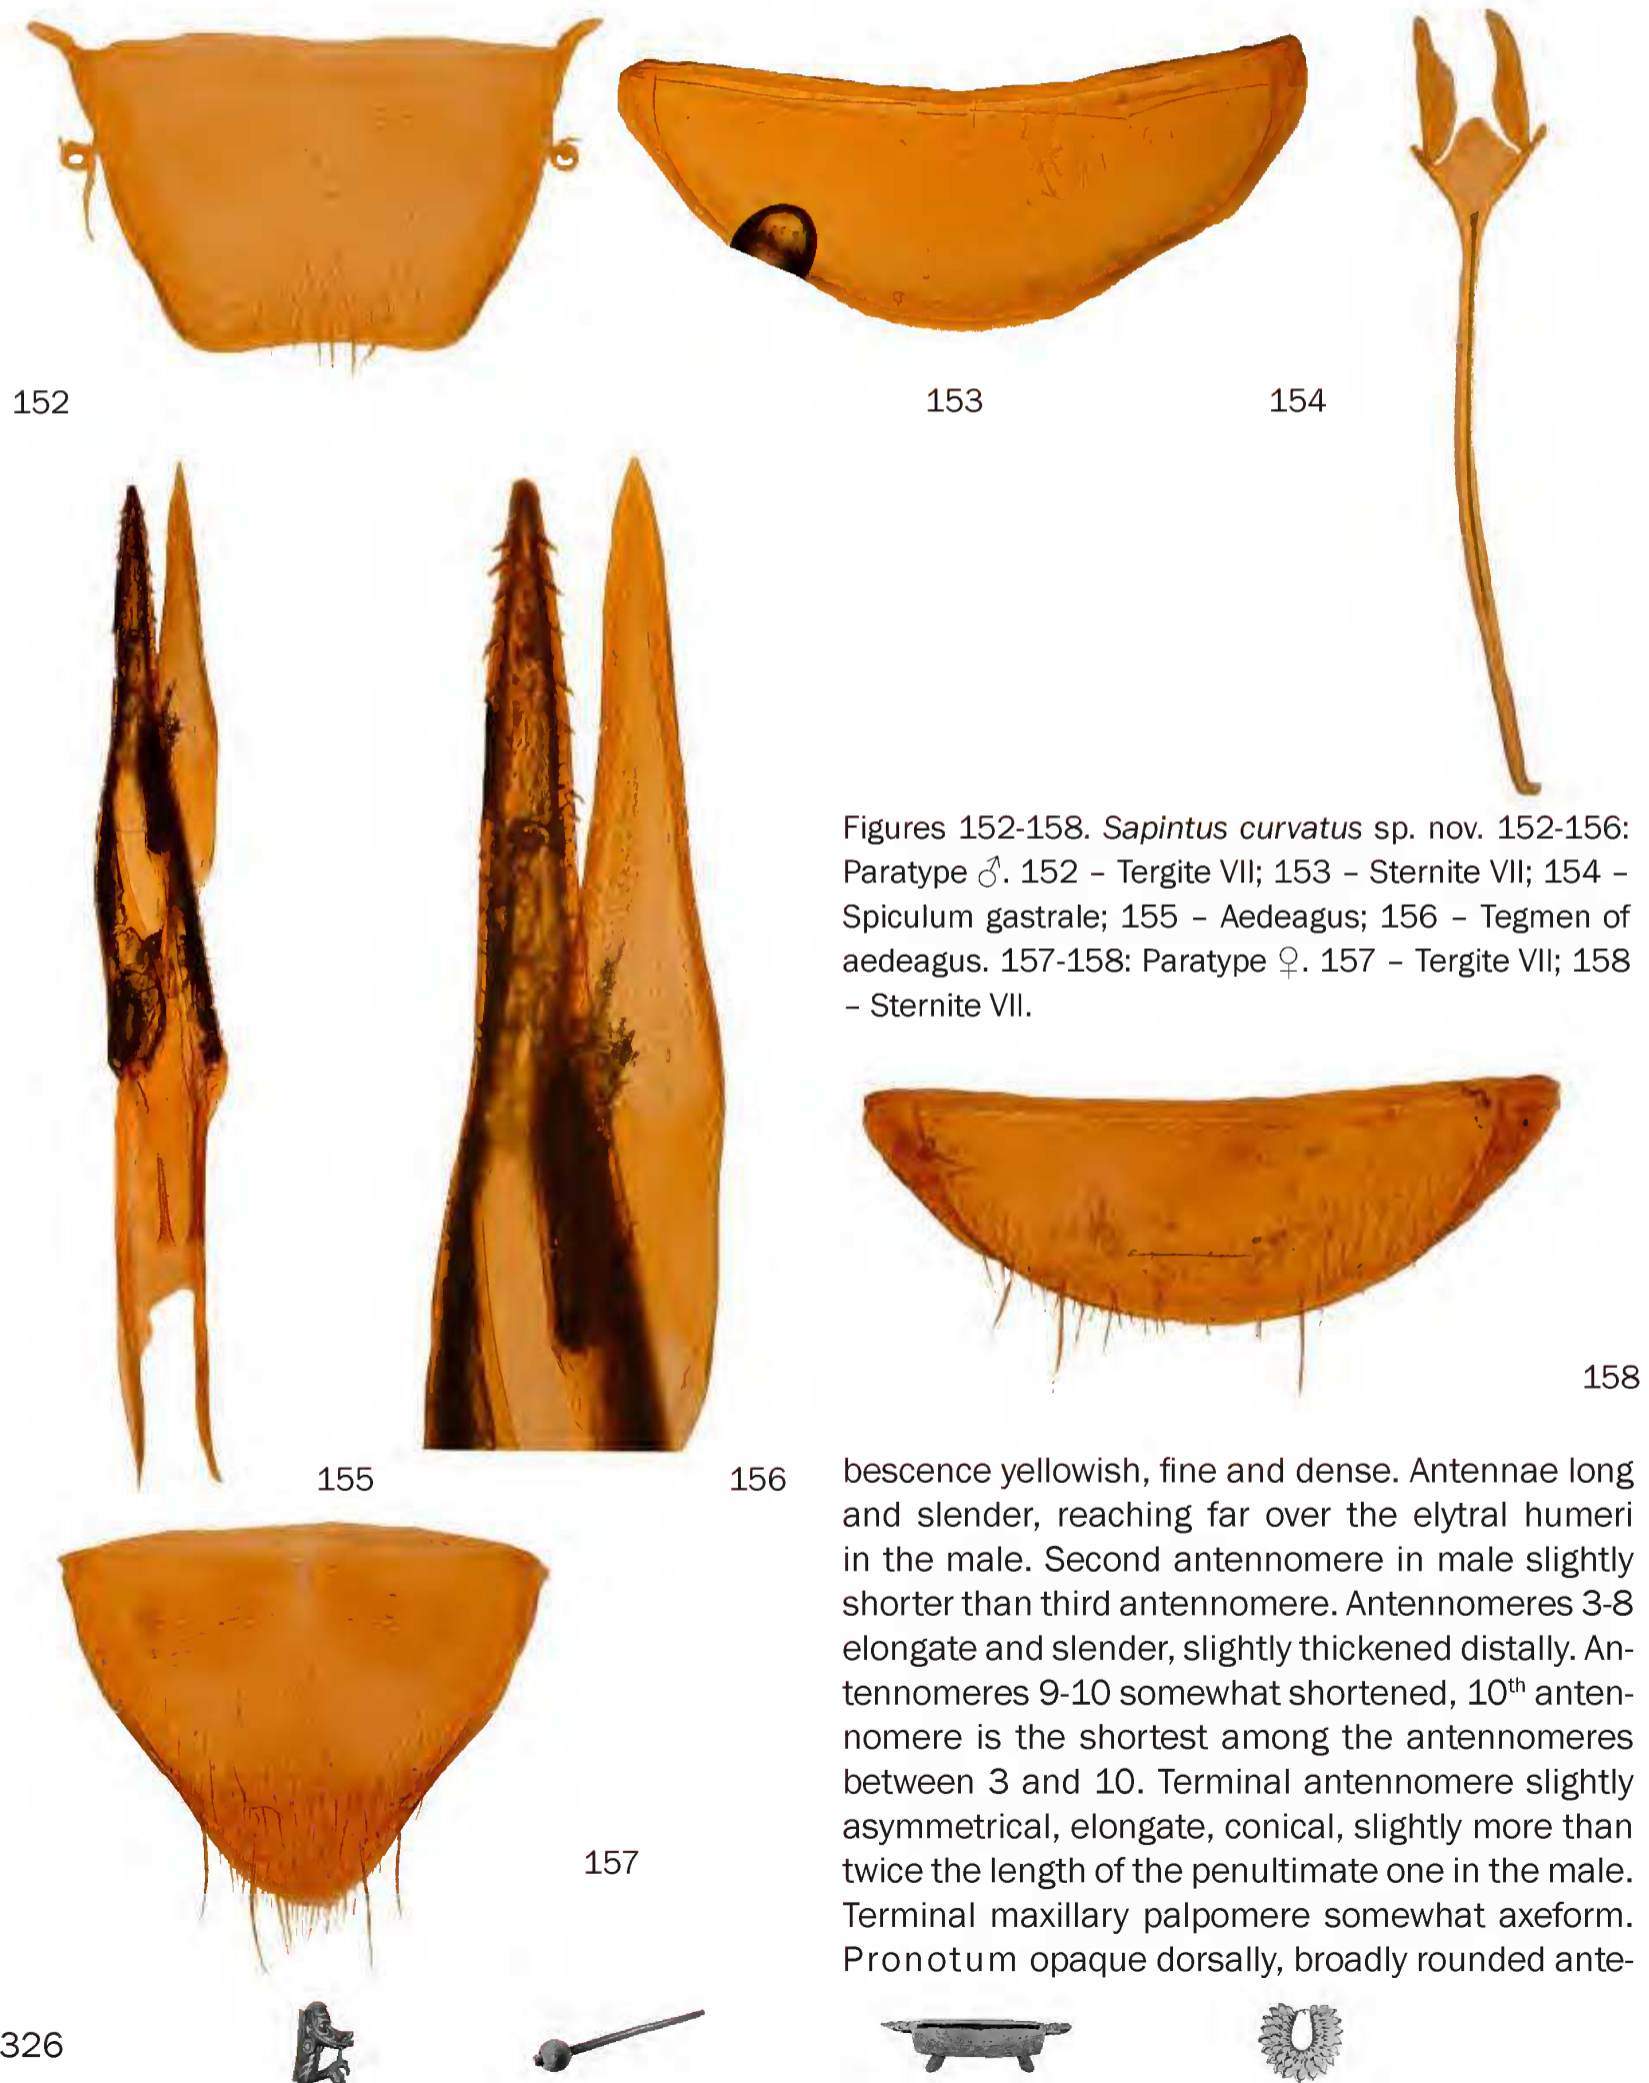 152
153
154
Figures 152-158. Sapintus curvatus sp. nov. 152-156:
Paratype ♂. 152 – Tergite VII; 153 – Sternite VII; 154 –
Spiculum gastrale; 155 – Aedeagus; 156 – Tegmen of
aedeagus. 157-158: Paratype ♀. 157 – Tergite VII; 158
– Sternite VII.
158
155
156
157
bescence yellowish, fine and dense. Antennae long
and slender, reaching far over the elytral humeri
in the male. Second antennomere in male slightly
shorter than third antennomere. Antennomeres 3-8
elongate and slender, slightly thickened distally. An-
tennomeres 9-10 somewhat shortened, 10th anten-
nomere is the shortest among the antennomeres
between 3 and 10. Terminal antennomere slightly
asymmetrical, elongate, conical, slightly more than
twice the length of the penultimate one in the male.
Terminal maxillary palpomere somewhat axeform.
Pronotum opaque dorsally, broadly rounded ante-
326